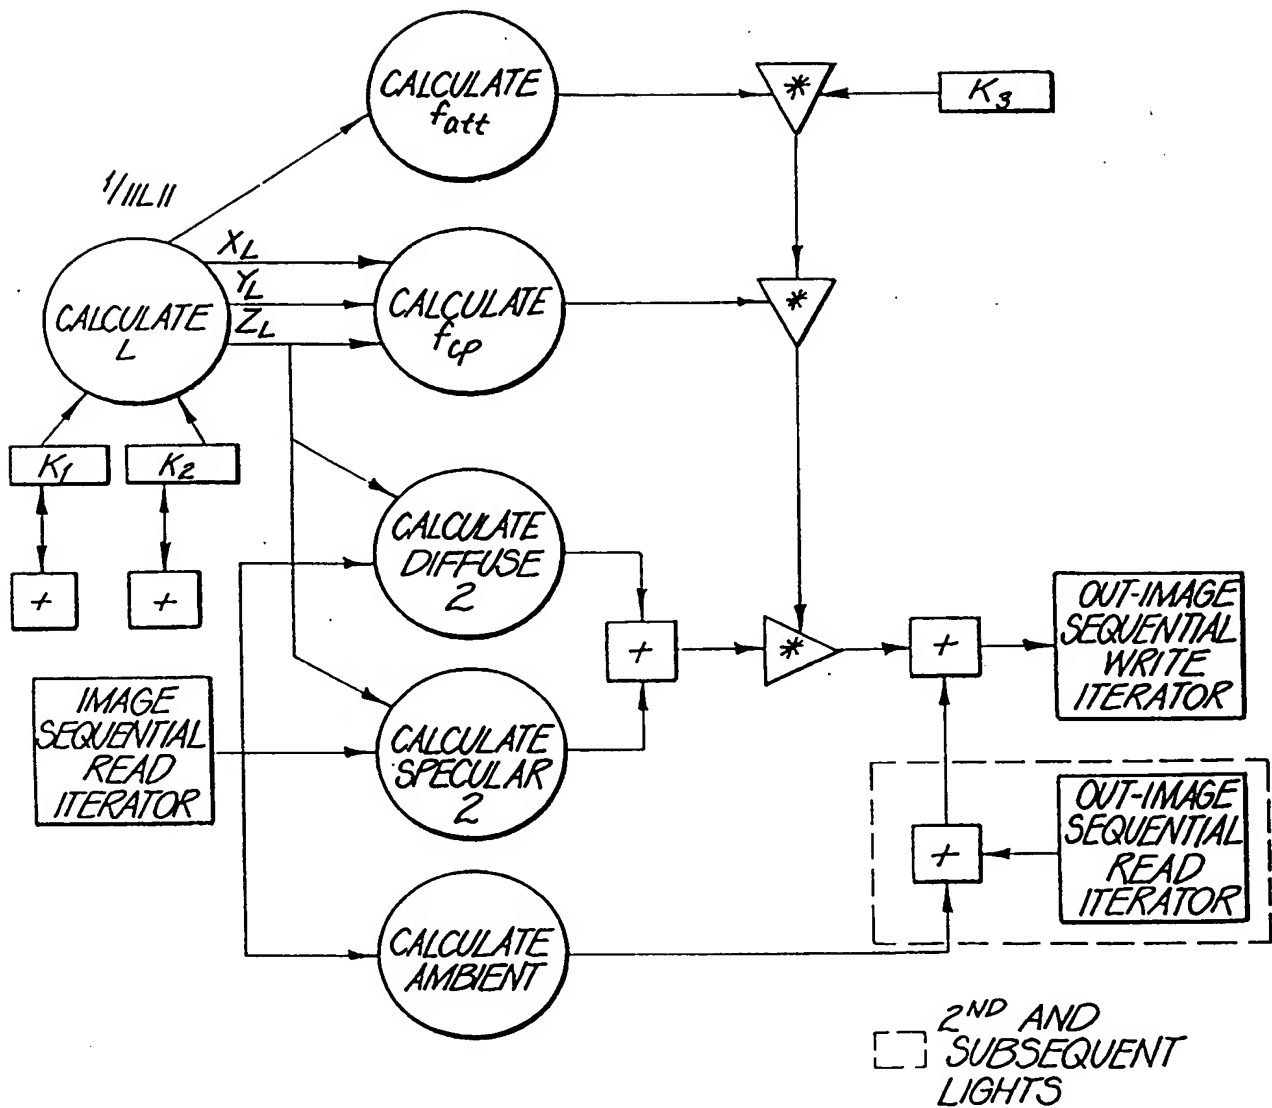 CALCULATE
fatt
*
K3
1/||L||
XL
YL
ZL
CALCULATE
L
CALCULATE
fcp
*
K1
K2
+
+
CALCULATE
DIFFUSE
2
+
*
+
OUT-IMAGE
SEQUENTIAL
WRITE
ITERATOR
IMAGE
SEQUENTIAL
READ
ITERATOR
CALCULATE
SPECULAR
2
+
OUT-IMAGE
SEQUENTIAL
READ
ITERATOR
CALCULATE
AMBIENT
2ND AND
SUBSEQUENT
LIGHTS